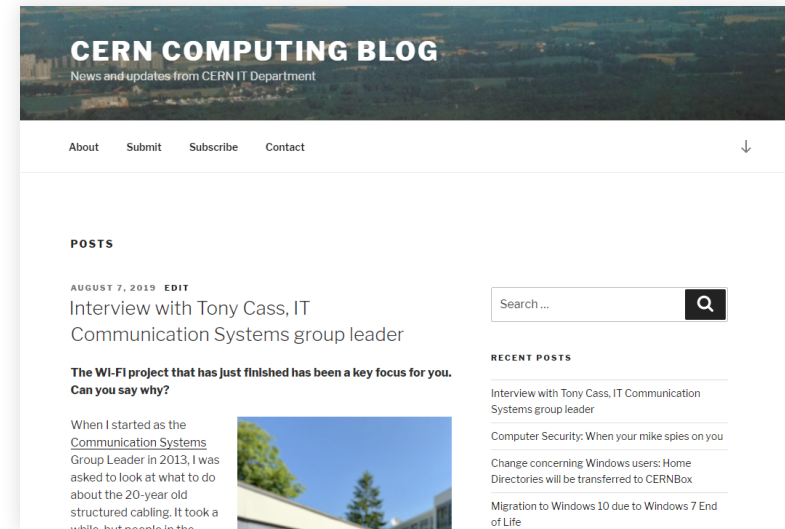 CERN COMPUTING BLOG
News and updates from CERN IT Department
About Submit Subscribe Contact
POSTS
AUGUST 7, 2019 EDIT
Interview with Tony Cass, IT
Communication Systems group leader
The Wi-Fi project that has just finished has been a key focus for you.
Can you say why?
When I started as the
Communication Systems
Group Leader in 2013, I was
asked to look at what to do
about the 20-year old
structured cabling. It took a
while, but people in the
Search …
RECENT POSTS
Interview with Tony Cass, IT Communication
Systems group leader
Computer Security: When your mike spies on you
Change concerning Windows users: Home
Directories will be transferred to CERNBox
Migration to Windows 10 due to Windows 7 End
of Life